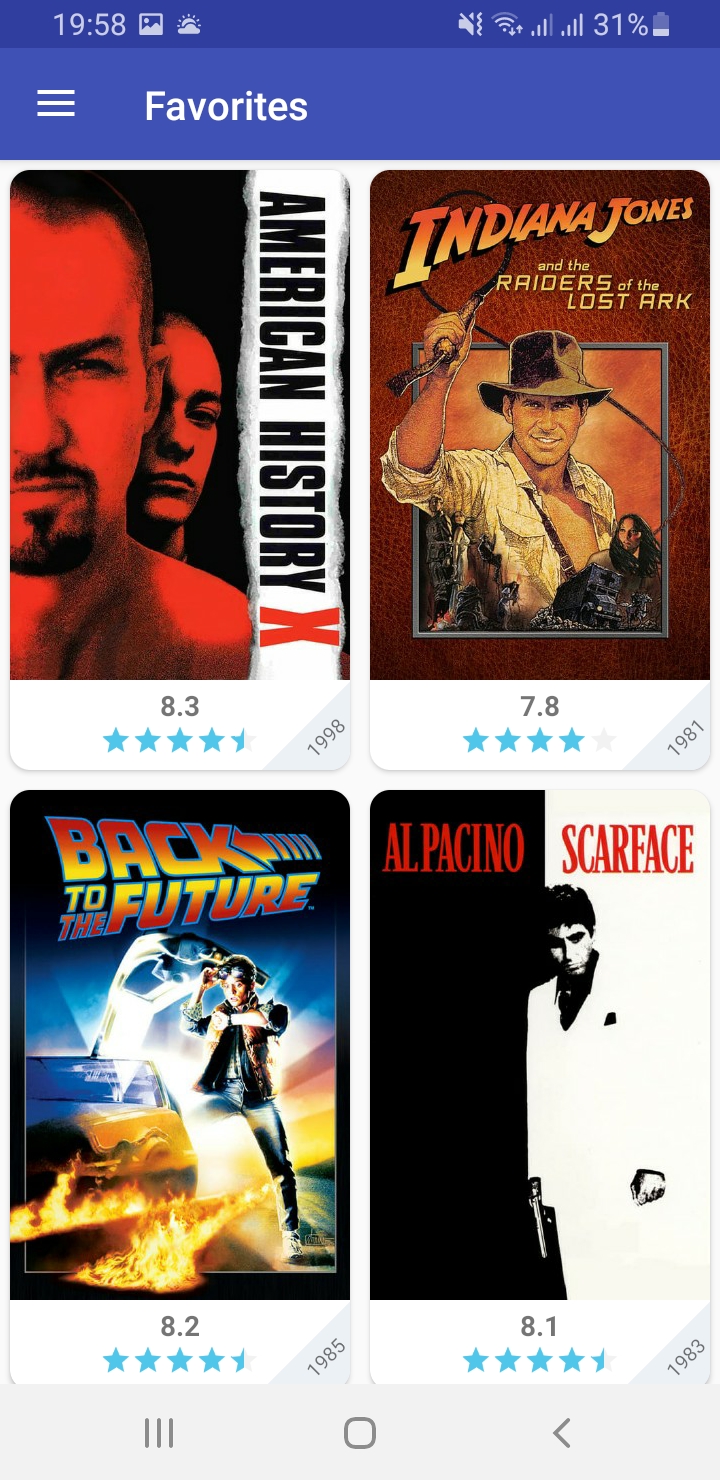 19:58
31%
Favorites
AMERICAN HISTORY X
8.3
1998
INDIANA JONES
and the
RAIDERS of the
LOST ARK
7.8
1981
BACK
TO
THE FUTURE
TM
8.2
1985
AL PACINO
SCARFACE
8.1
1983